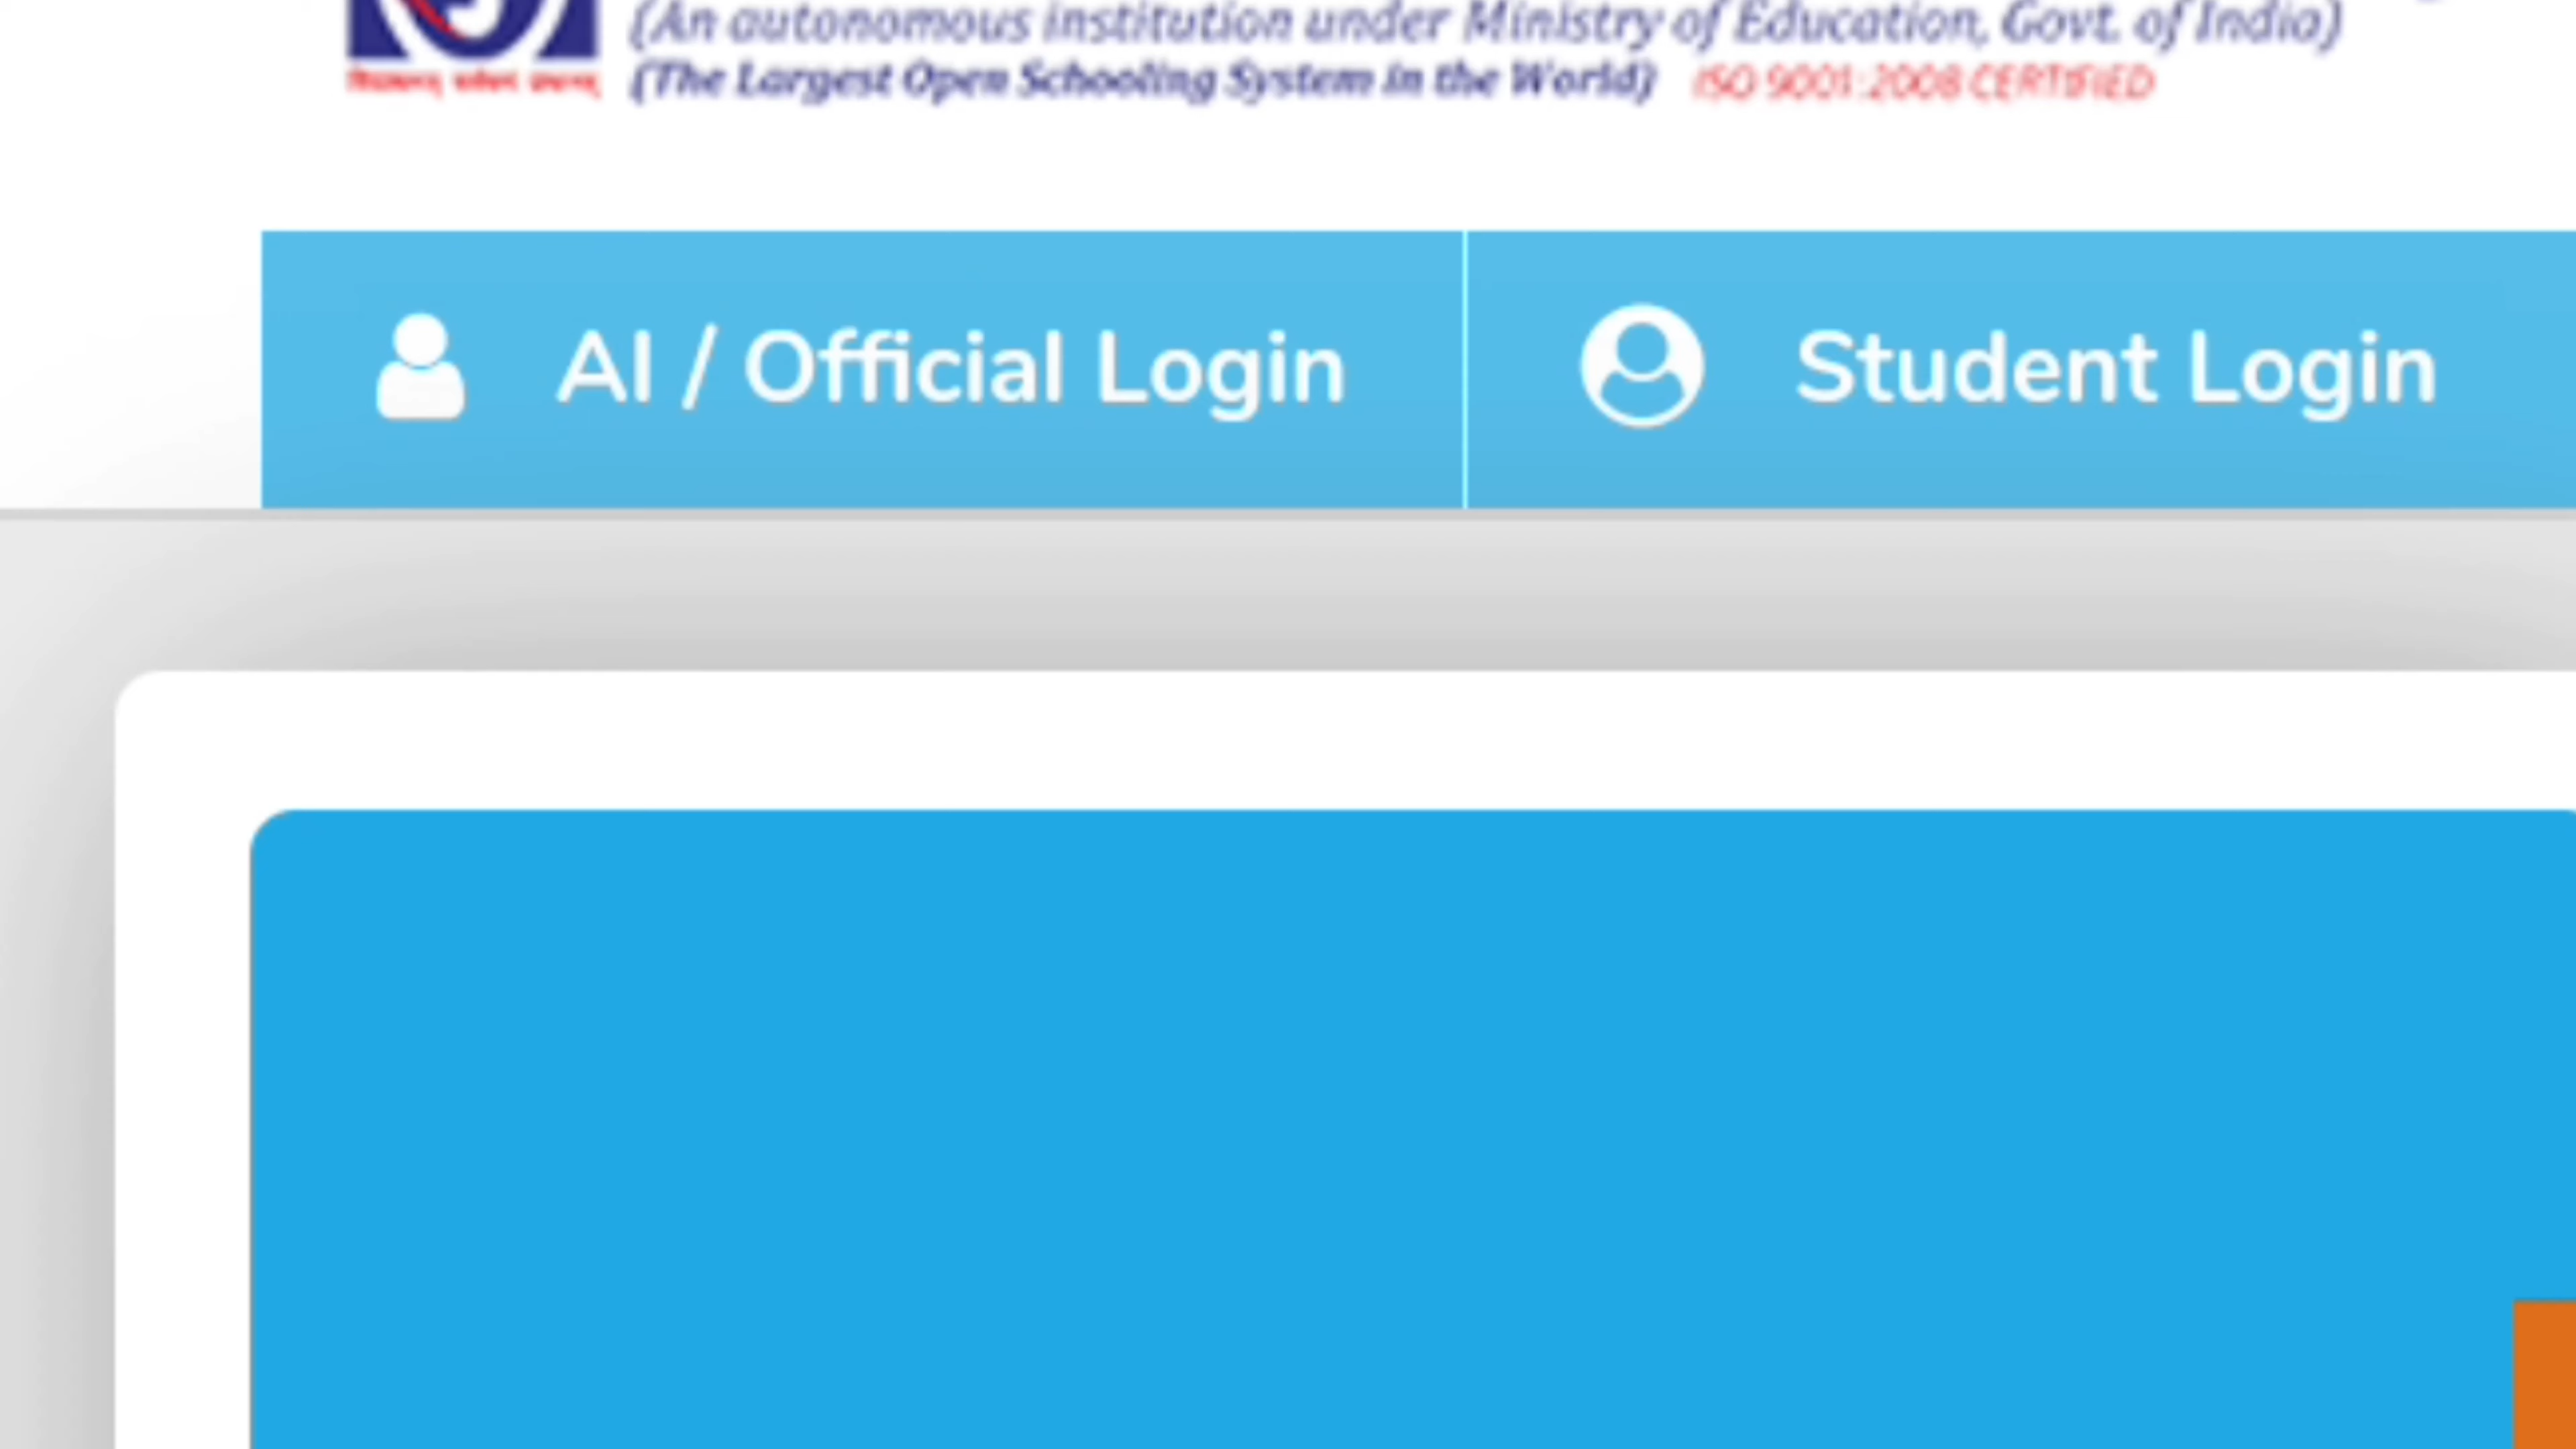 (An autonomous institution under Ministry of Education, Govt. of India)
(The Largest Open Schooling System in the World) ISO 9001:2008 CERTIFIED
AI / Official Login
Student Login